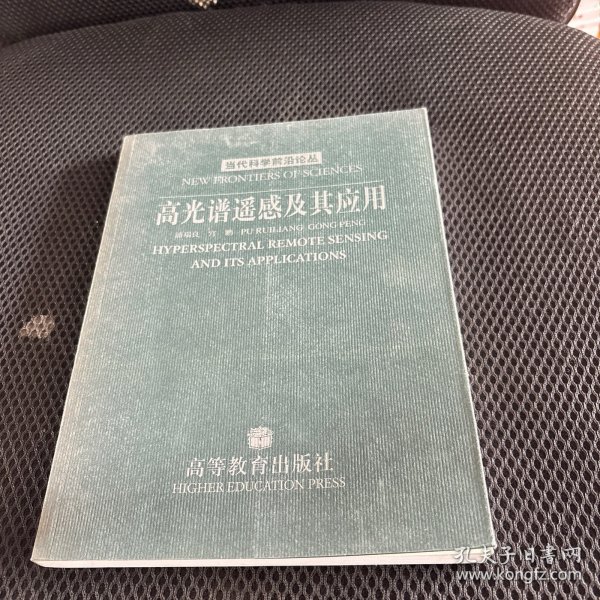 当代科学前沿论丛
NEW FRONTIERS OF SCIENCES
高光谱遥感及其应用
浦瑞良 宫鹏 PU RUILIANG GONG PENG
HYPERSPECTRAL REMOTE SENSING
AND ITS APPLICATIONS
高等教育出版社
HIGHER EDUCATION PRESS
孔夫子旧书网
www.kongfz.com